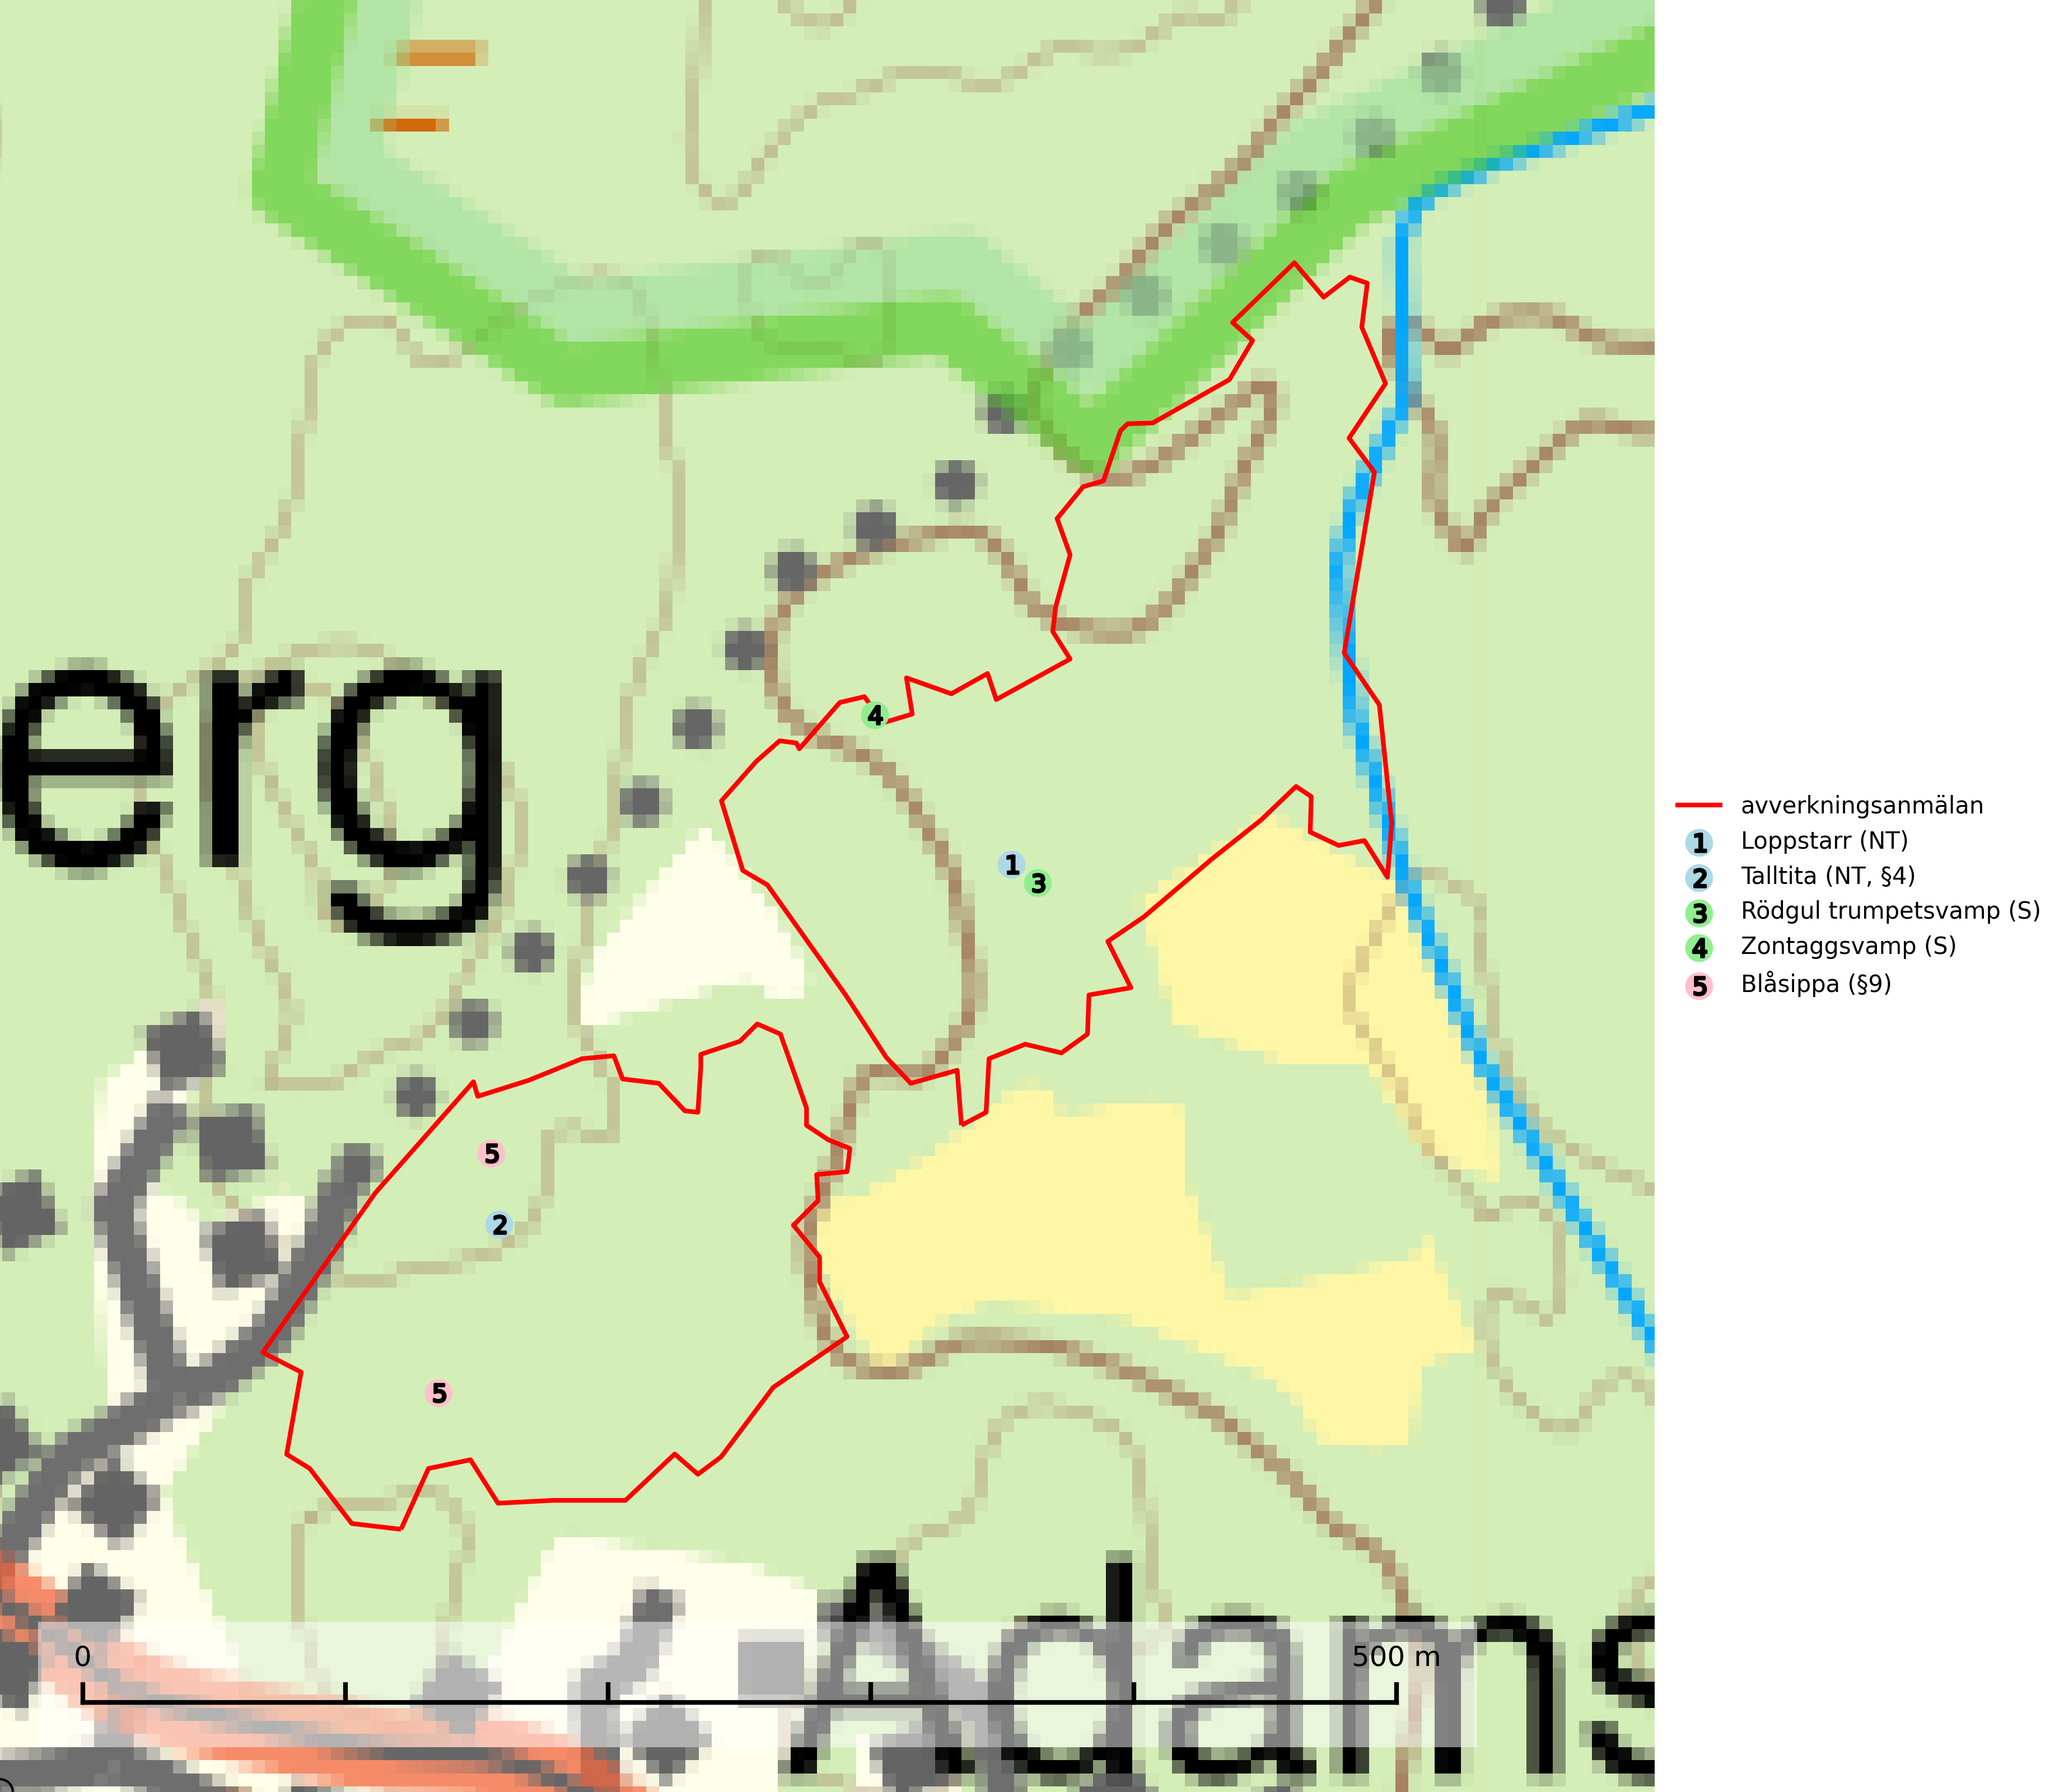 erg
1
3
4
5
2
5
avverkningsanmälan
1 Loppstarr (NT)
2 Talltita (NT, §4)
3 Rödgul trumpetsvamp (S)
4 Zontaggsvamp (S)
5 Blåsippa (§9)
Adams
0 500 m